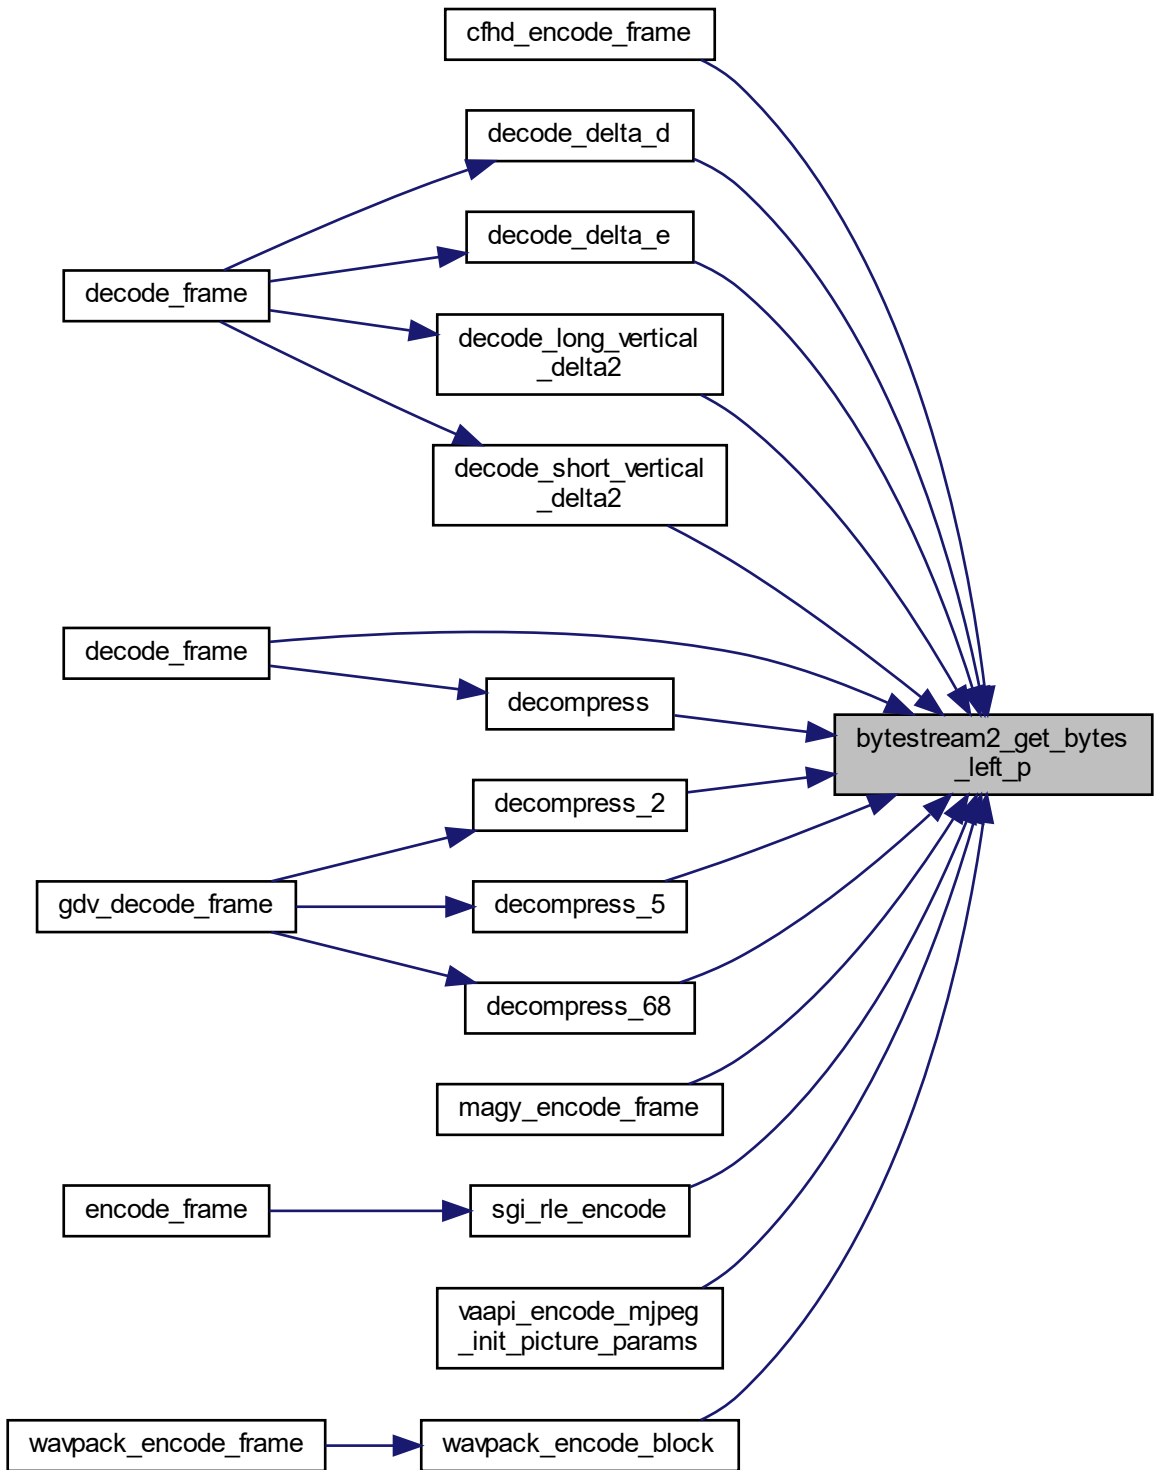 cfhd_encode_frame
decode_delta_d
decode_delta_e
decode_frame
decode_long_vertical
_delta2
decode_short_vertical
_delta2
decode_frame
decompress
bytestream2_get_bytes
_left_p
decompress_2
gdv_decode_frame
decompress_5
decompress_68
magy_encode_frame
encode_frame
sgi_rle_encode
vaapi_encode_mjpeg
_init_picture_params
wavpack_encode_frame
wavpack_encode_block